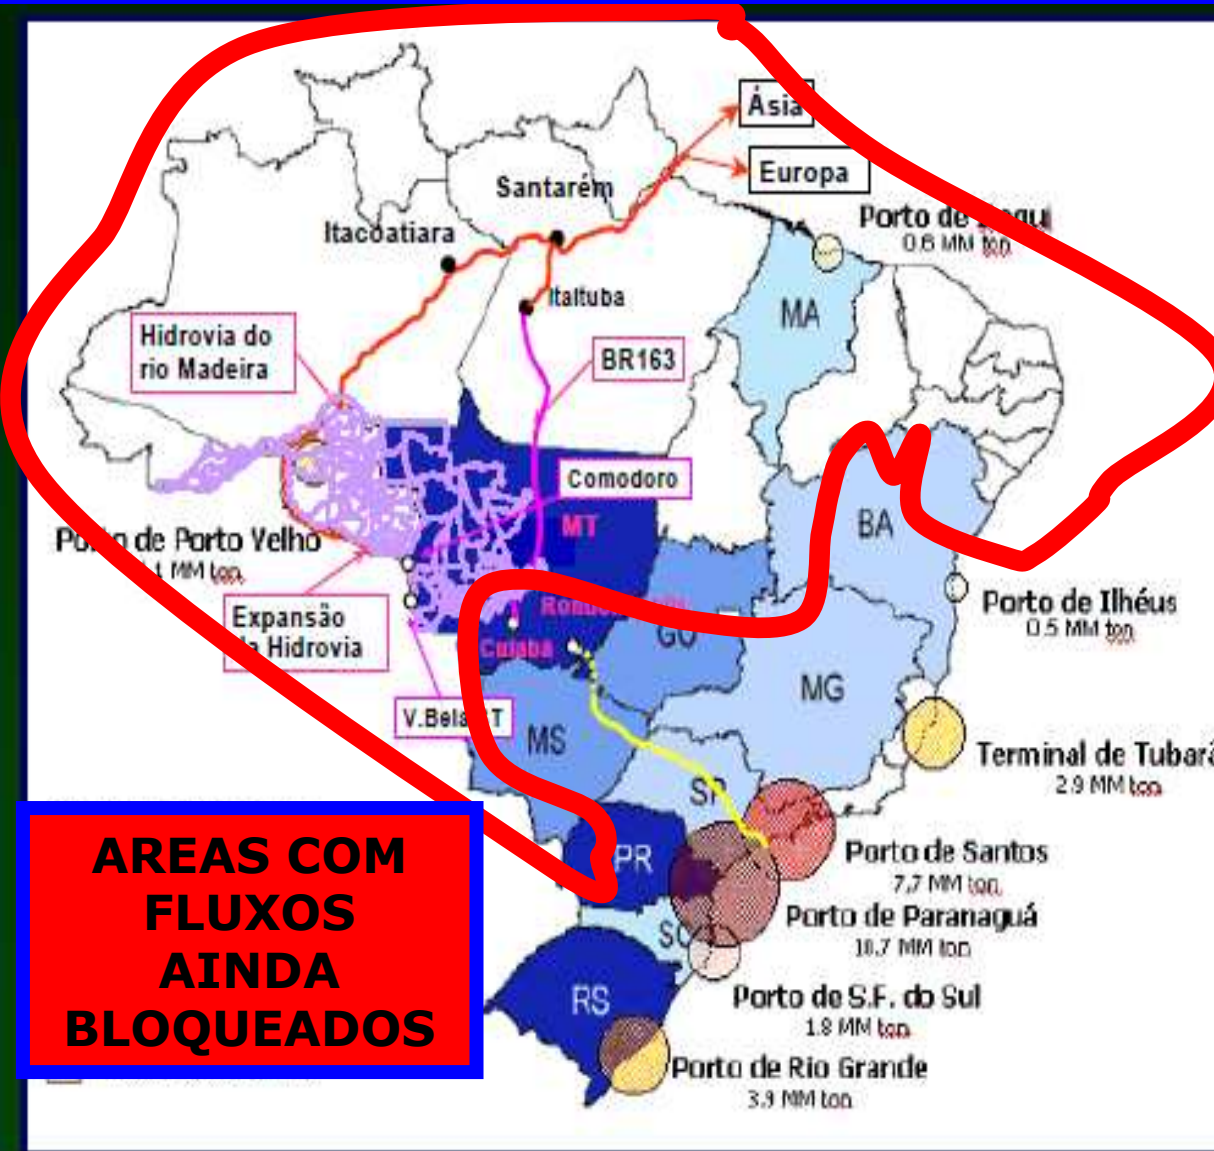 Ásia
Europa
Santarém
Porto de
0.6 MM ton
Itacoatiara
Itaituba
MA
Hidrovia do
rio Madeira
BR163
Comodoro
MT
BA
Porto de Porto Velho
MM ton
Expansão
Hidrovia
Porto de Ilhéus
0.5 MM ton
GO
Cuiabá
MG
V.Bela
MS
Terminal de Tubarã
2.9 MM ton
SP
PR
Porto de Santos
7,7 MM ton
Porto de Paranaguá
MM ton
SC
Porto de S.F. do Sul
1.8 MM ton
RS
Porto de Rio Grande
3.9 MM ton
AREAS COM
FLUXOS
AINDA
BLOQUEADOS